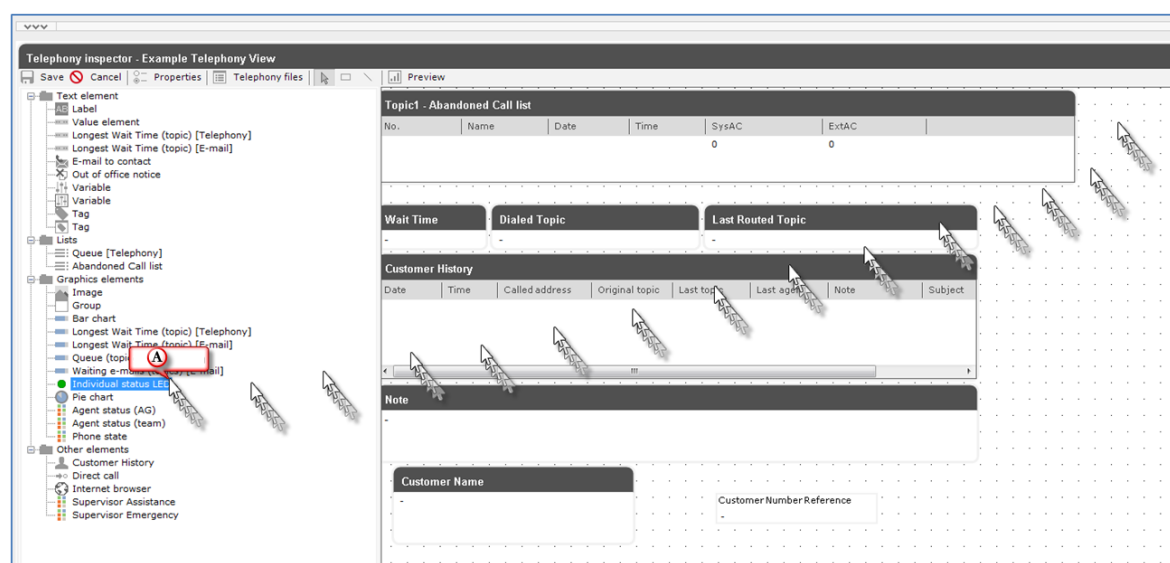 Telephony inspector - Example Telephony View
Save Cancel Properties Telephony files Preview
Text element
Label
Value element
Longest Wait Time (topic) [Telephony]
Longest Wait Time (topic) [E-mail]
E-mail to contact
Out of office notice
Variable
Variable
Tag
Tag
Lists
Queue [Telephony]
Abandoned Call list
Graphics elements
Image
Group
Bar chart
Longest Wait Time (topic) [Telephony]
Longest Wait Time (topic) [E-mail]
Queue
A
Waiting
Individual status LED
Pie chart
Agent status (AG)
Agent status (team)
Phone state
Other elements
Customer History
Direct call
Internet browser
Supervisor Assistance
Supervisor Emergency
Topic1 - Abandoned Call list
No. Name Date Time SysAC ExtAC
0 0
Wait Time Dialed Topic Last Routed Topic
- - -
Customer History
Date Time Called address Original topic Last topic Last agent Note Subject
Note
-
Customer Name
-
Customer Number Reference
-